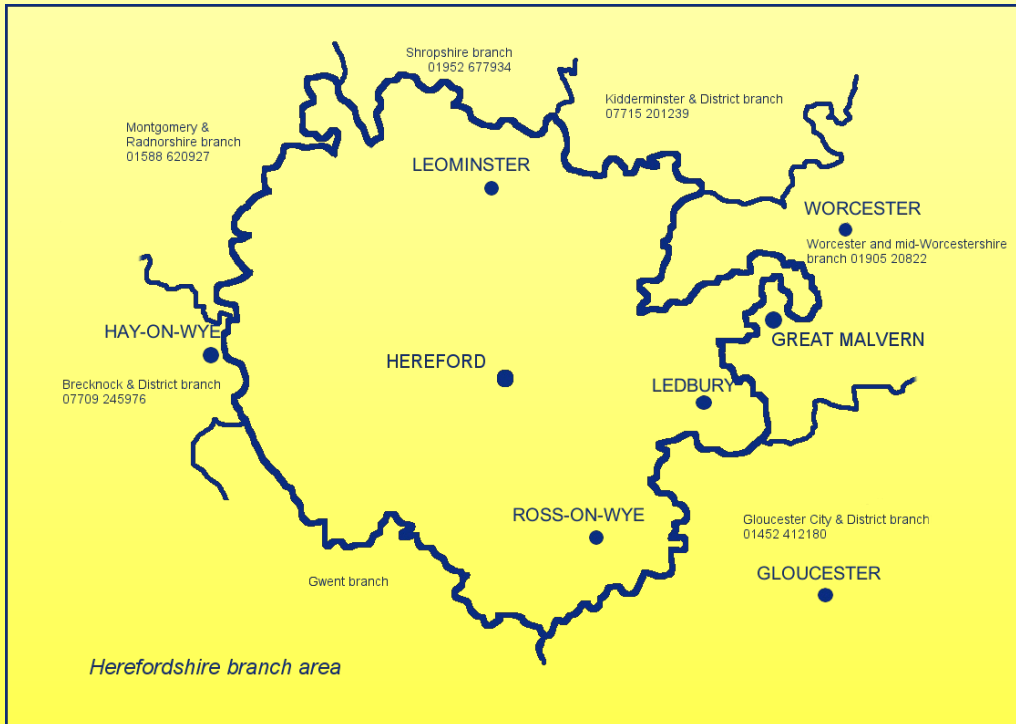 Shropshire branch
01952 677934
Kidderminster & District branch
07715 201239
Montgomery &
Radnorshire branch
01588 620927
LEOMINSTER
WORCESTER
Worcester and mid-Worcestershire
branch 01905 20822
HAY-ON-WYE
GREAT MALVERN
HEREFORD
LEDBURY
Brecknock & District branch
07709 245976
ROSS-ON-WYE
Gloucester City & District branch
01452 412180
GLOUCESTER
Gwent branch
Herefordshire branch area